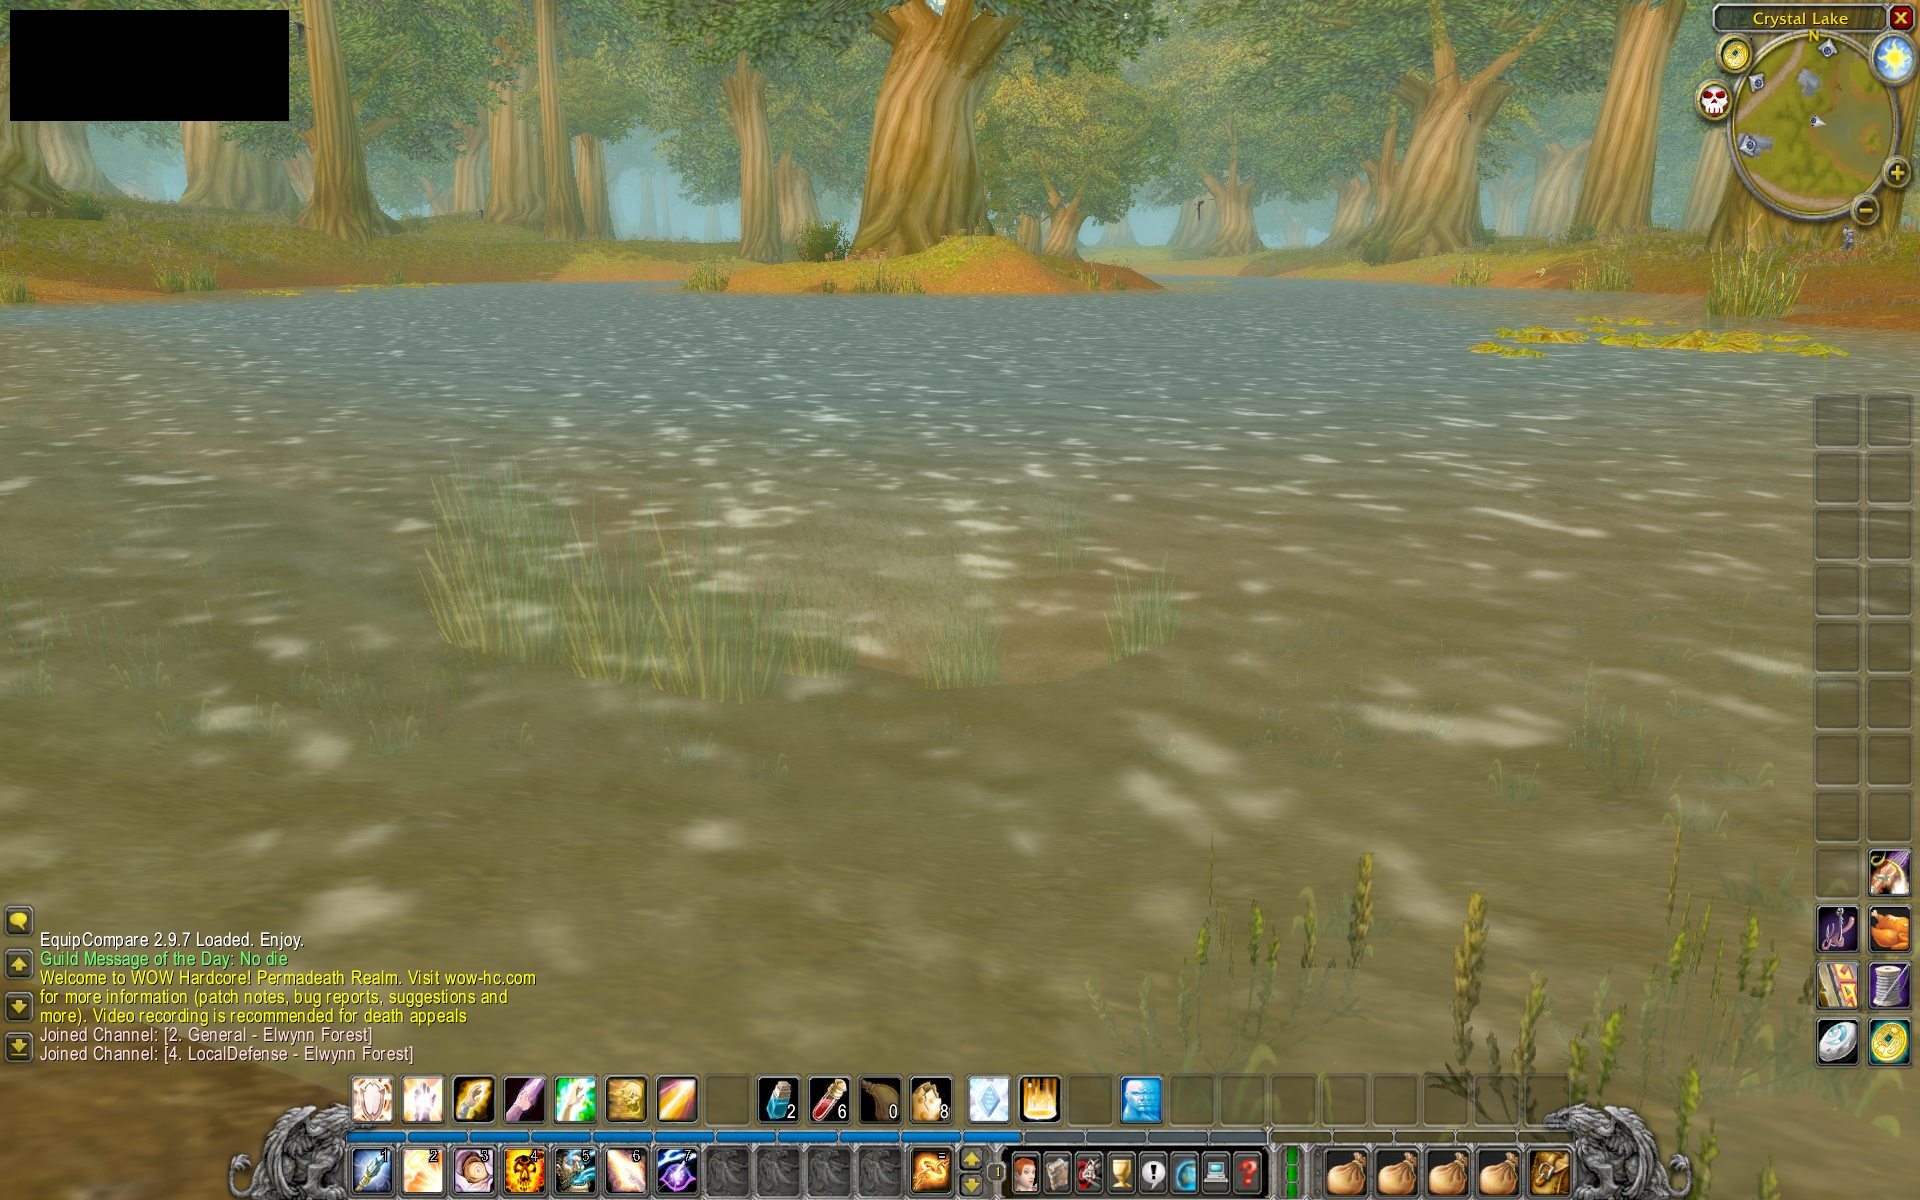 Crystal Lake
N
EquipCompare 2.9.7 Loaded. Enjoy.
Guild Message of the Day: No die
Welcome to WOW Hardcore! Permadeath Realm. Visit wow-hc.com
for more information (patch notes, bug reports, suggestions and
more). Video recording is recommended for death appeals
Joined Channel: [2. General - Elwynn Forest]
Joined Channel: [4. LocalDefense - Elwynn Forest]
2 6 0 8
1 2 3 4 5 6 7 = 1